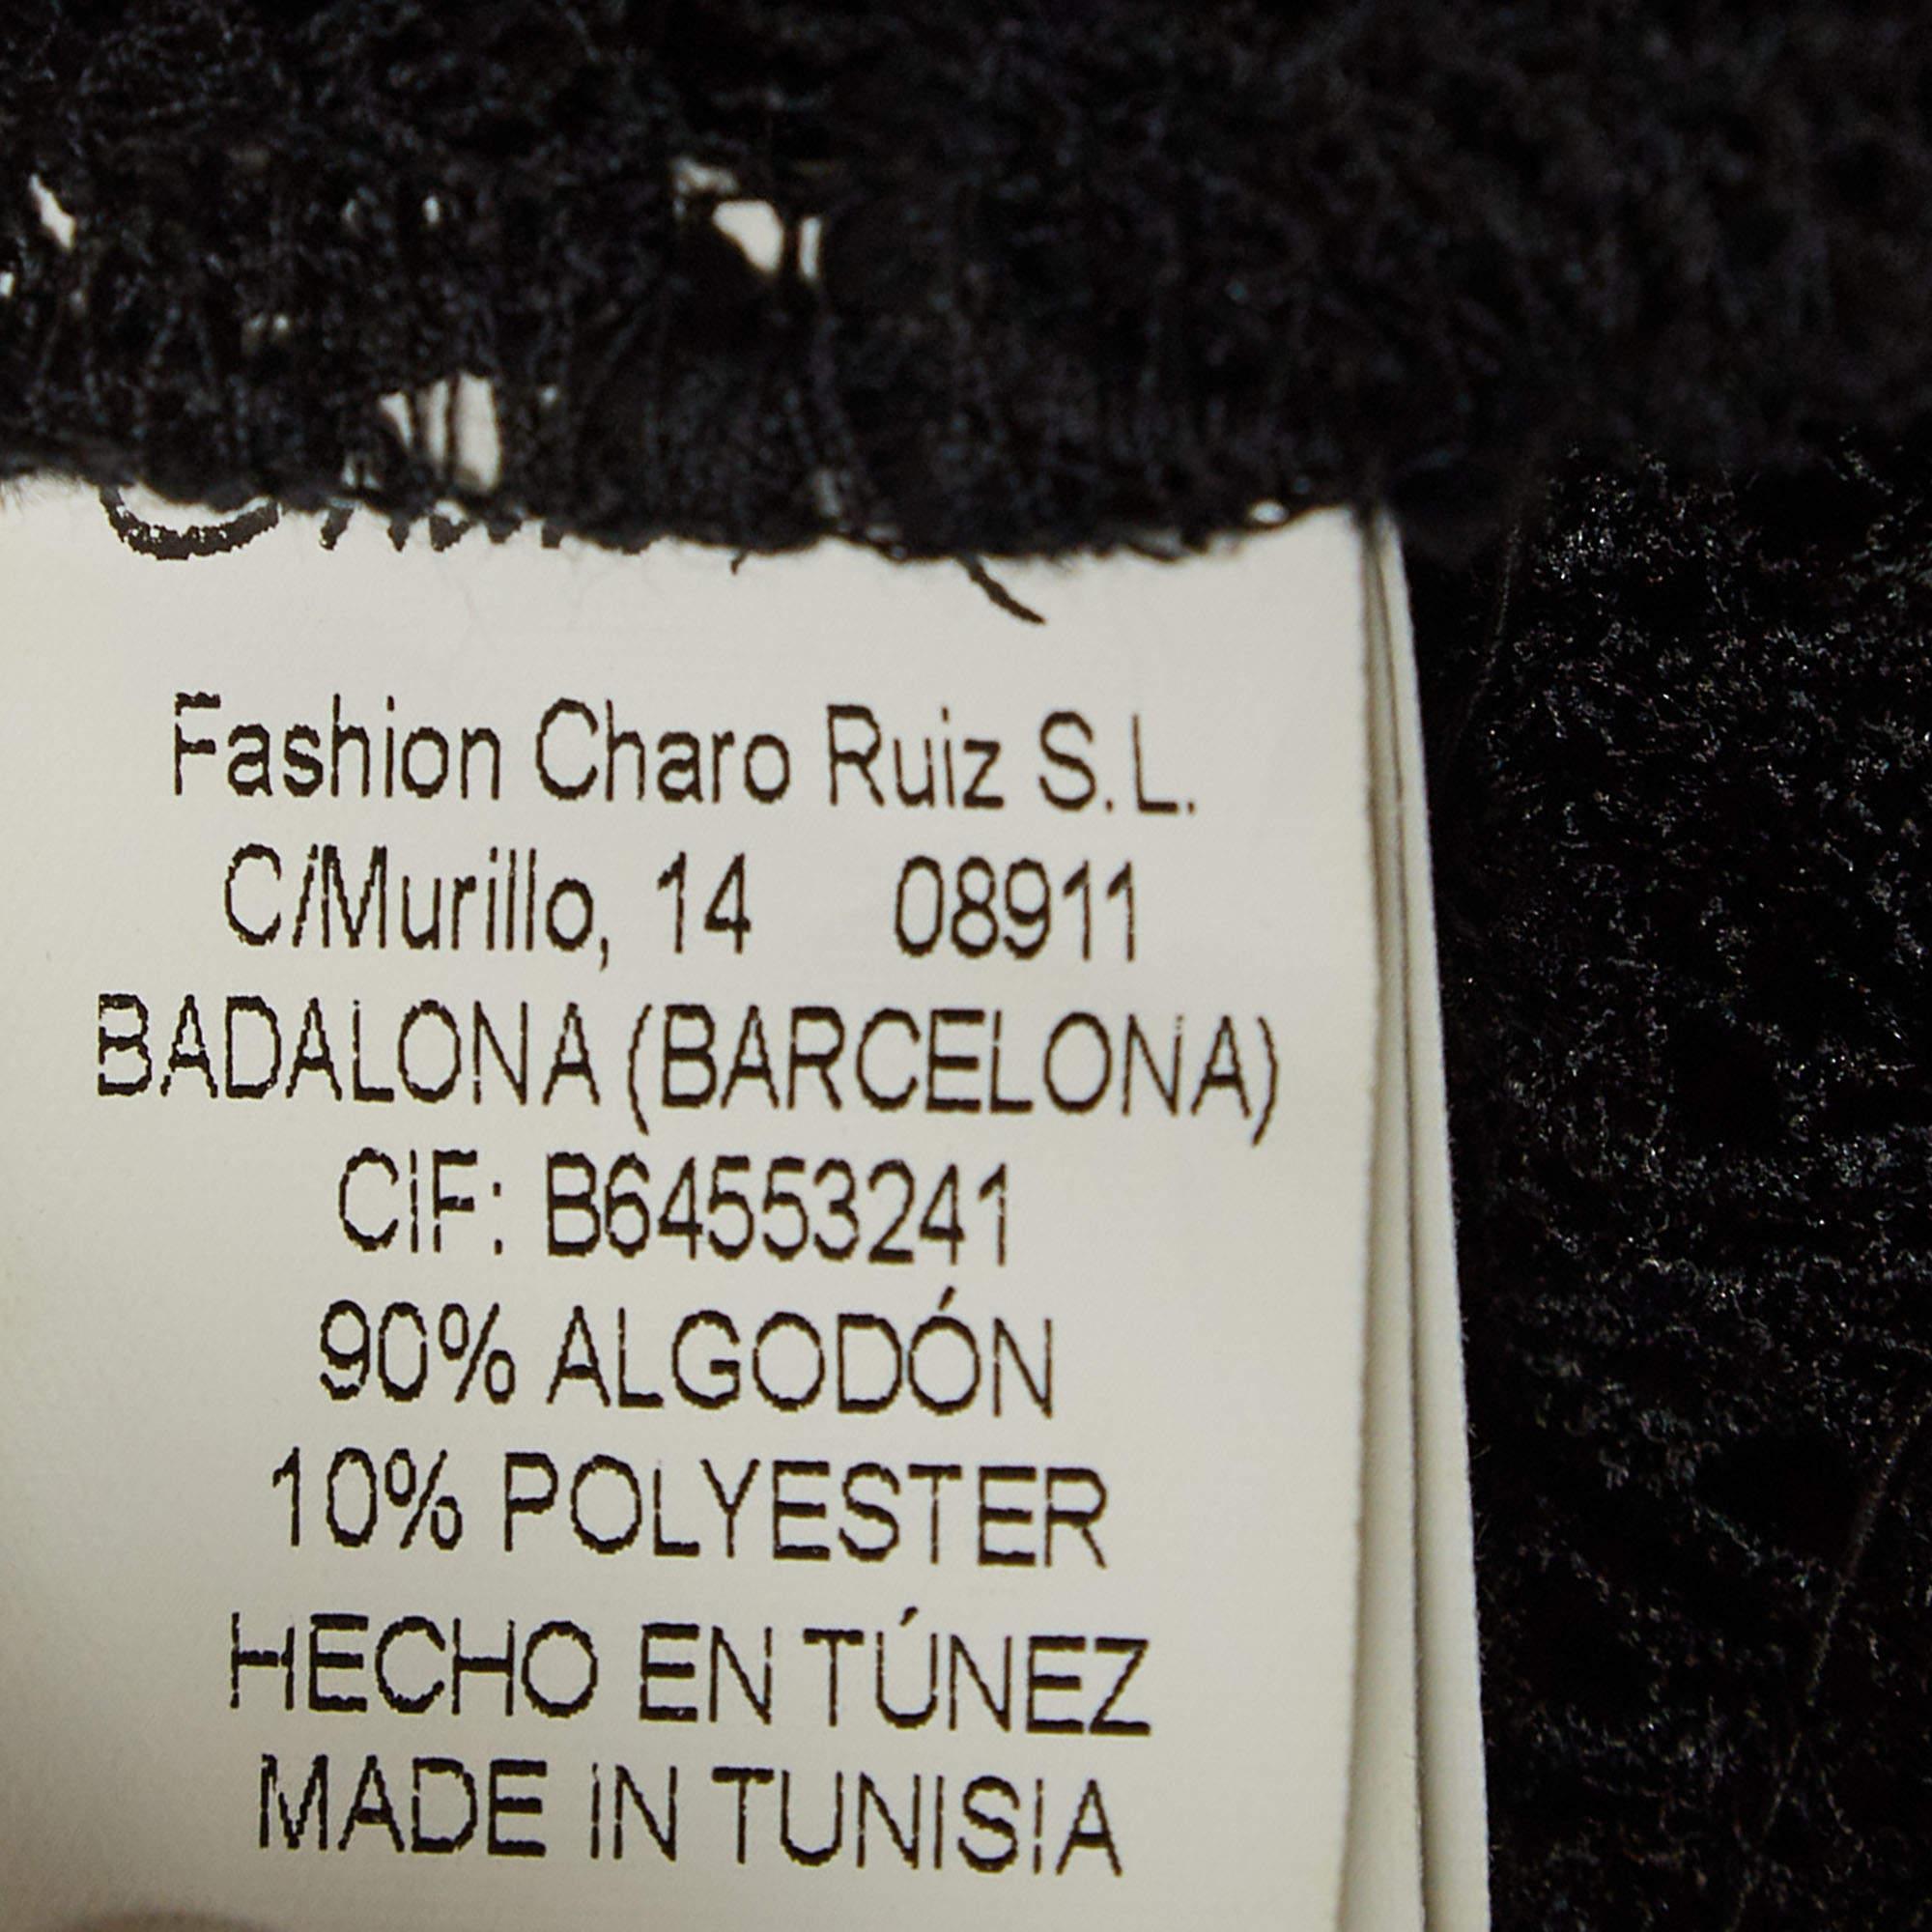 Fashion Charo Ruiz S.L.
C/Murillo, 14 08911
BADALONA (BARCELONA)
CIF: B64553241
90% ALGODÓN
10% POLYESTER
HECHO EN TÚNEZ
MADE IN TUNISIA